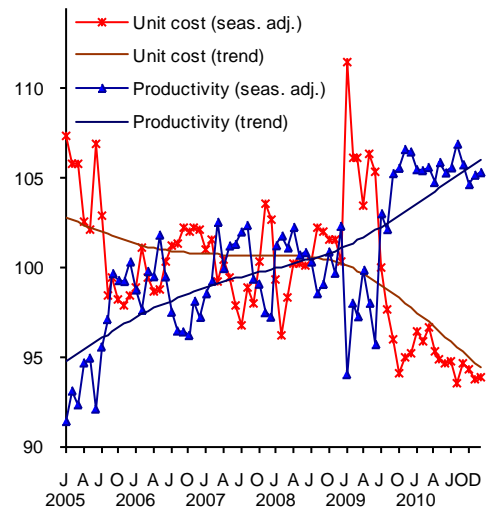 Unit cost (seas. adj.)
Unit cost (trend)
Productivity (seas. adj.)
Productivity (trend)
110
105
100
95
90
J A J O J A J O J A J O J A J O J A J O J A JOD
2005 2006 2007 2008 2009 2010